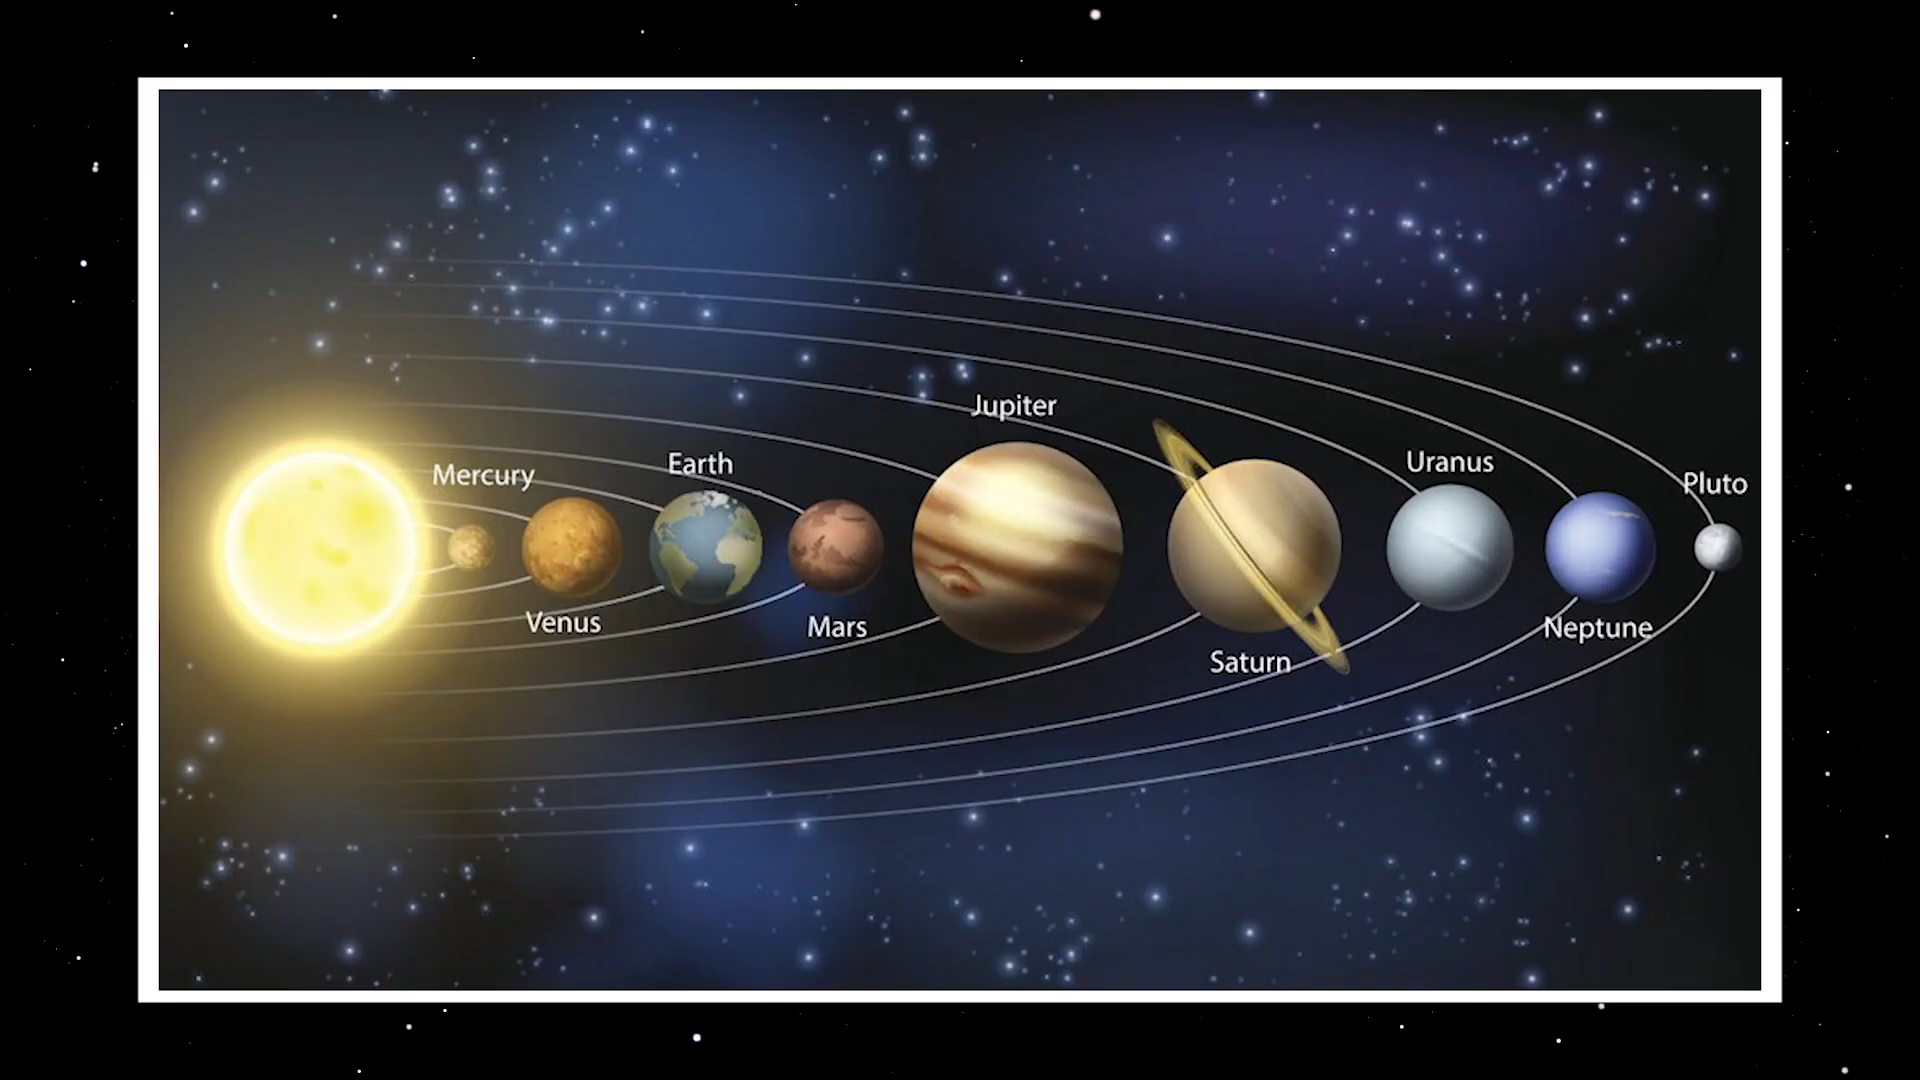 Mercury
Venus
Earth
Mars
Jupiter
Saturn
Uranus
Neptune
Pluto